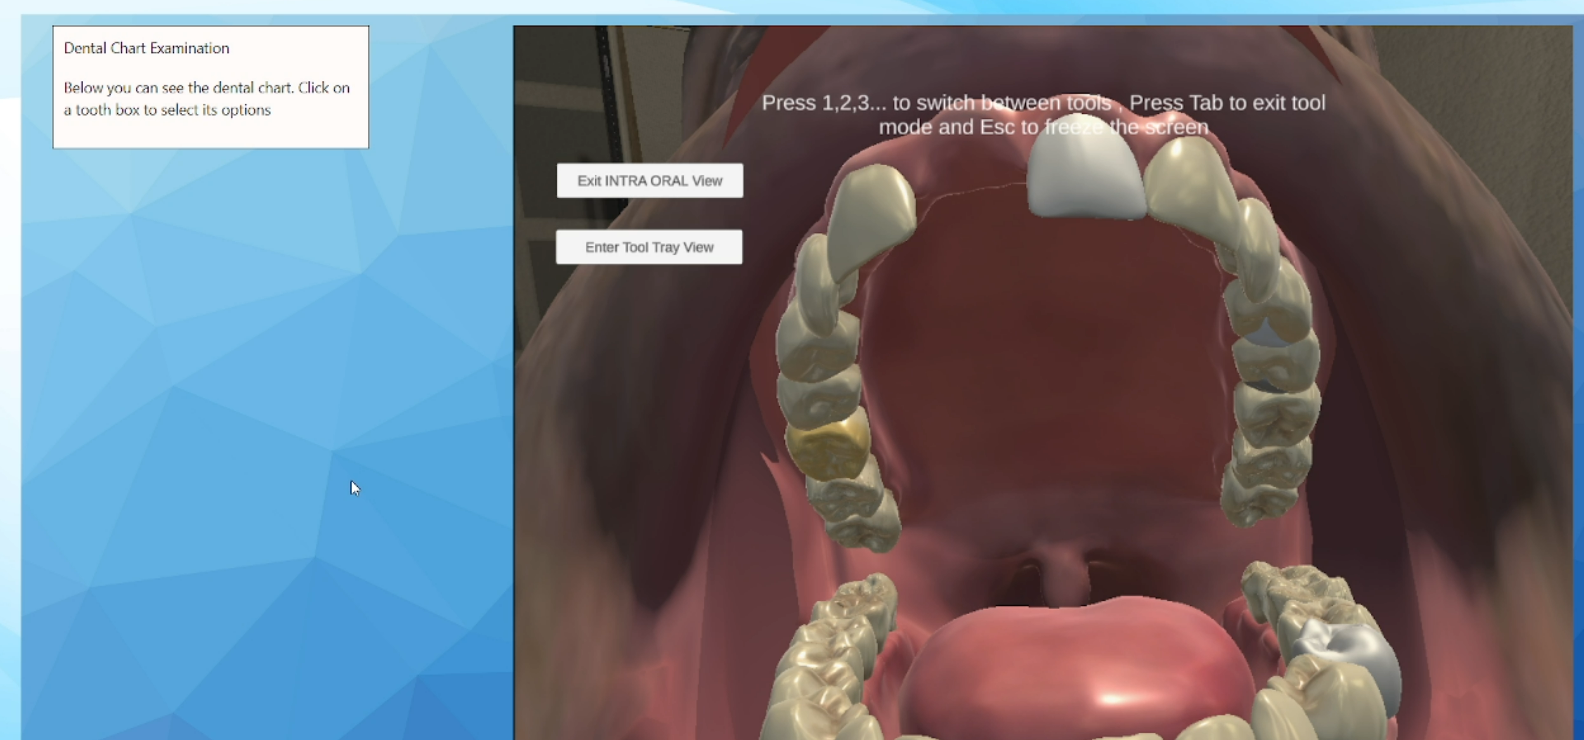 Dental Chart Examination
Below you can see the dental chart. Click on
a tooth box to select its options
Press 1,2,3... to switch between tools , Press Tab to exit tool
mode and Esc to freeze the screen
Exit INTRA ORAL View
Enter Tool Tray View